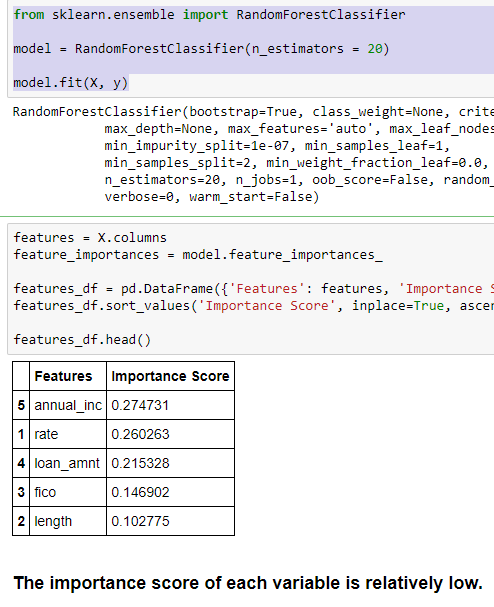 from sklearn.ensemble import RandomForestClassifier
model = RandomForestClassifier(n_estimators = 20)
model.fit(X, y)
RandomForestClassifier(bootstrap=True, class_weight=None, crite
max_depth=None, max_features='auto', max_leaf_nodes
min_impurity_split=1e-07, min_samples_leaf=1,
min_samples_split=2, min_weight_fraction_leaf=0.0,
n_estimators=20, n_jobs=1, oob_score=False, random_
verbose=0, warm_start=False)
features = X.columns
feature_importances = model.feature_importances_
features_df = pd.DataFrame({'Features': features, 'Importance S
features_df.sort_values('Importance Score', inplace=True, ascen
features_df.head()
Features Importance Score
5 annual_inc 0.274731
1 rate 0.260263
4 loan_amnt 0.215328
3 fico 0.146902
2 length 0.102775
The importance score of each variable is relatively low.